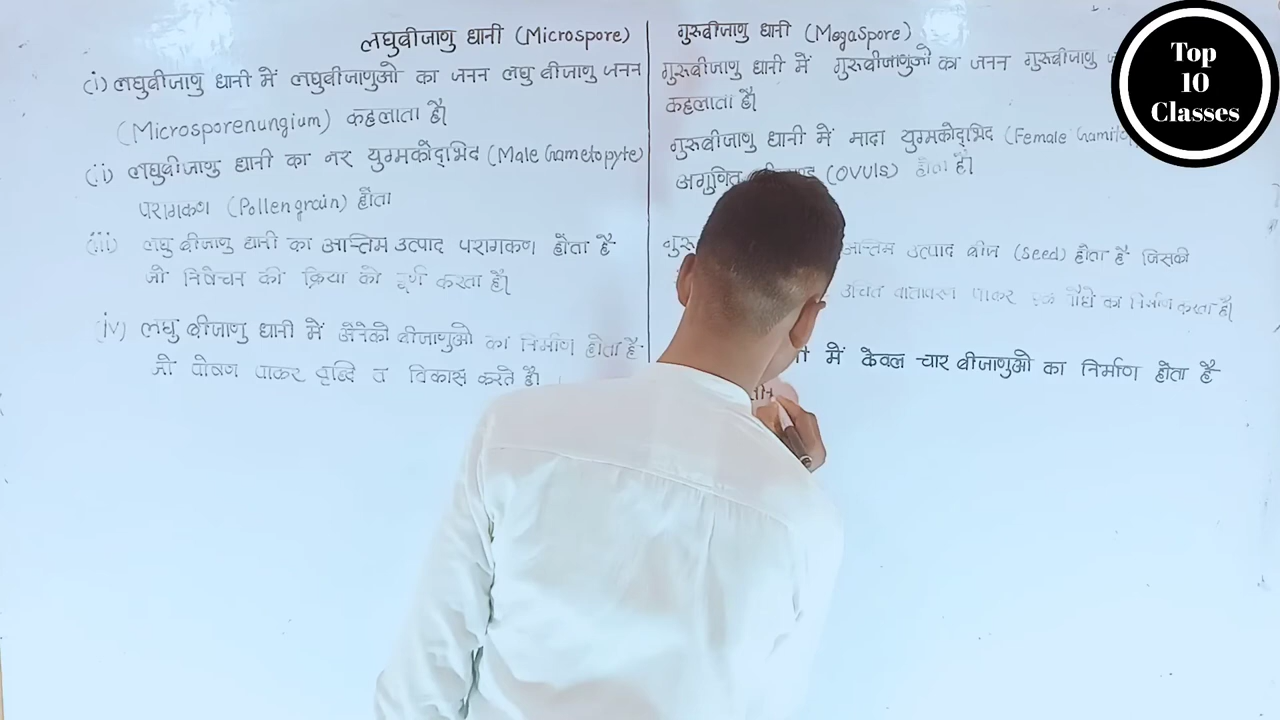 लघुबीजाणु धानी (Microspore)
(i) लघुबीजाणु धानी में लघुबीजाणुओ का जनन लघु बीजाणु जनन
(Microsporenungium) कहलाता है।
(ii) लघुबीजाणु धानी का नर युग्मकोद्भिद (Male Gametopyte)
परागकण (Pollengrain) होता
(iii) लघु बीजाणु धानी का अन्तिम उत्पाद परागकण होता है
जो निषेचन की क्रिया को पूर्ण करता है।
(iv) लघु बीजाणु धानी में अनेको बीजाणुओ का निर्माण होता है
जो पोषण पाकर वृद्धि व विकास करते है।
गुरुबीजाणु धानी (MegaSpore)
गुरुबीजाणु धानी में गुरुबीजाणुओ का जनन गुरुबीजाणु
कहलाता है।
गुरुबीजाणु धानी में मादा युग्मकोद्भिद (Female
अगुणित (OVUls) होता है।
अन्तिम उत्पाद बीज (Seed) होता है जिसकी
उचित वातावरण पाकर एक पौधे का निर्माण करता है।
में केवल चार बीजाणुओ का निर्माण होता है
Top
10
Classes